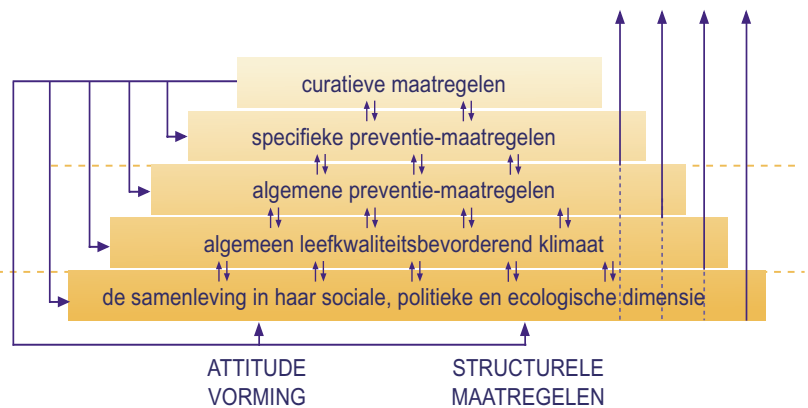 curatieve maatregelen
specifieke preventie-maatregelen
algemene preventie-maatregelen
algemeen leefkwaliteitsbevorderend klimaat
de samenleving in haar sociale, politieke en ecologische dimensie
ATTITUDE
VORMING
STRUCTURELE
MAATREGELEN